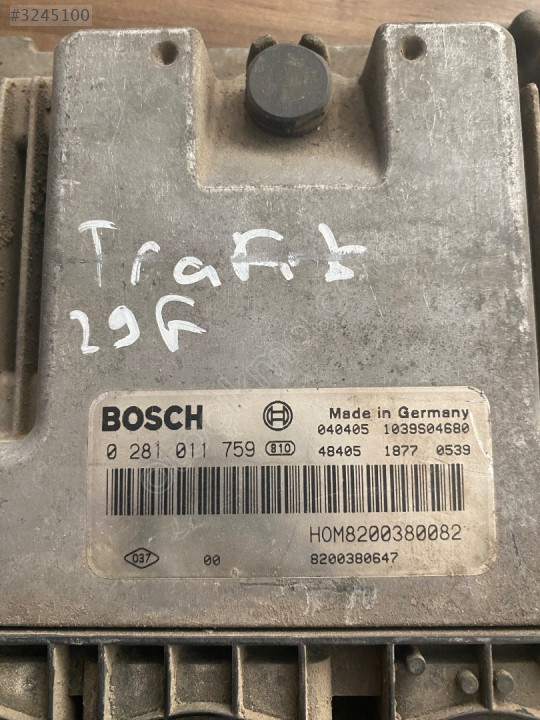 #3245100
Trafik
29F
BOSCH
Made in Germany
040405 1039S04680
0 281 011 759 810
48405 1877 0539
HOM8200380082
037 00 8200380647